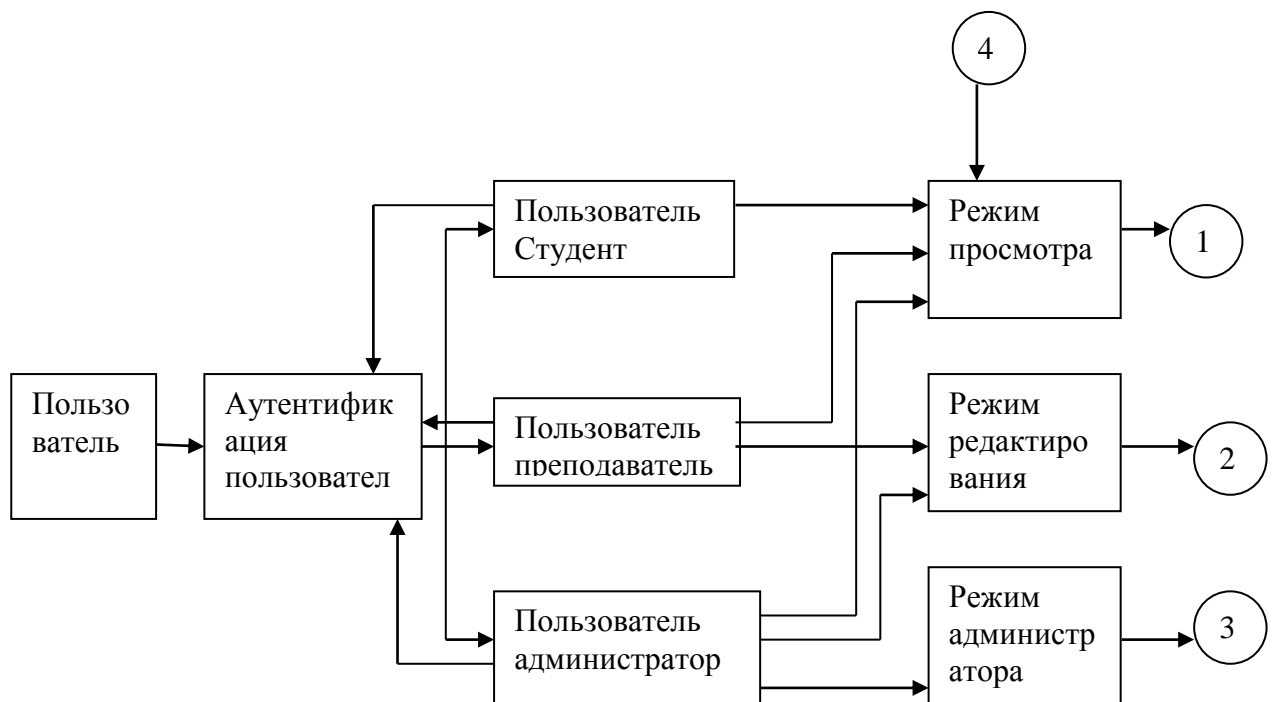 4
Пользователь
Студент
Режим
просмотра
1
Пользо
ватель
Аутентифик
ация
пользовател
Пользователь
преподаватель
Режим
редактиро
вания
2
Пользователь
администратор
Режим
администр
атора
3